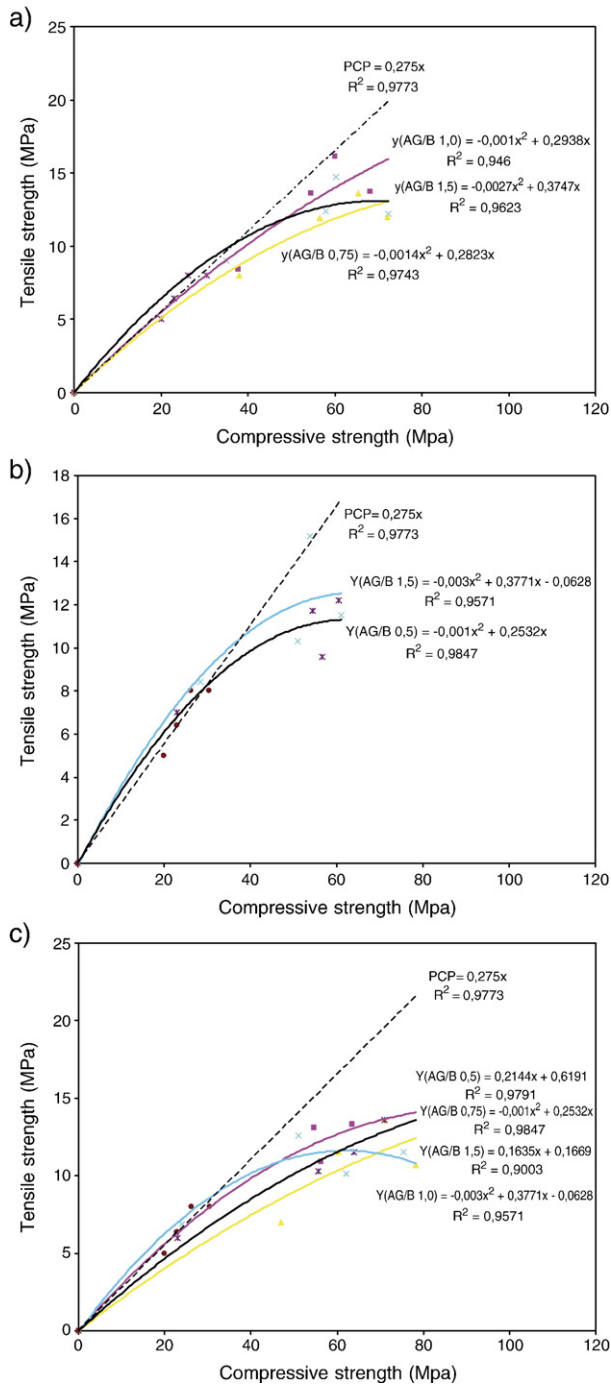 a)
25
20
15
10
5
0
0 20 40 60 80 100 120
Tensile strength (MPa)
Compressive strength (Mpa)
PCP = 0,275x
R² = 0,9773
y(AG/B 1,0) = -0,001x² + 0,2938x
R² = 0,946
y(AG/B 1,5) = -0,0027x² + 0,3747x
R² = 0,9623
y(AG/B 0,75) = -0,0014x² + 0,2823x
R² = 0,9743
b)
18
16
14
12
10
8
6
4
2
0
0 20 40 60 80 100 120
Tensile strength (MPa)
Compressive strength (Mpa)
PCP= 0,275x
R² = 0,9773
Y(AG/B 1,5) = -0,003x² + 0,3771x - 0,0628
R² = 0,9571
Y(AG/B 0,5) = -0,001x² + 0,2532x
R² = 0,9847
c)
25
20
15
10
5
0
0 20 40 60 80 100 120
Tensile strength (MPa)
Compressive strength (Mpa)
PCP= 0,275x
R² = 0,9773
Y(AG/B 0,5) = 0,2144x + 0,6191
R² = 0,9791
Y(AG/B 0,75) = -0,001x² + 0,2532x
R² = 0,9847
Y(AG/B 1,5) = 0,1635x + 0,1669
R² = 0,9003
Y(AG/B 1,0) = -0,003x² + 0,3771x - 0,0628
R² = 0,9571